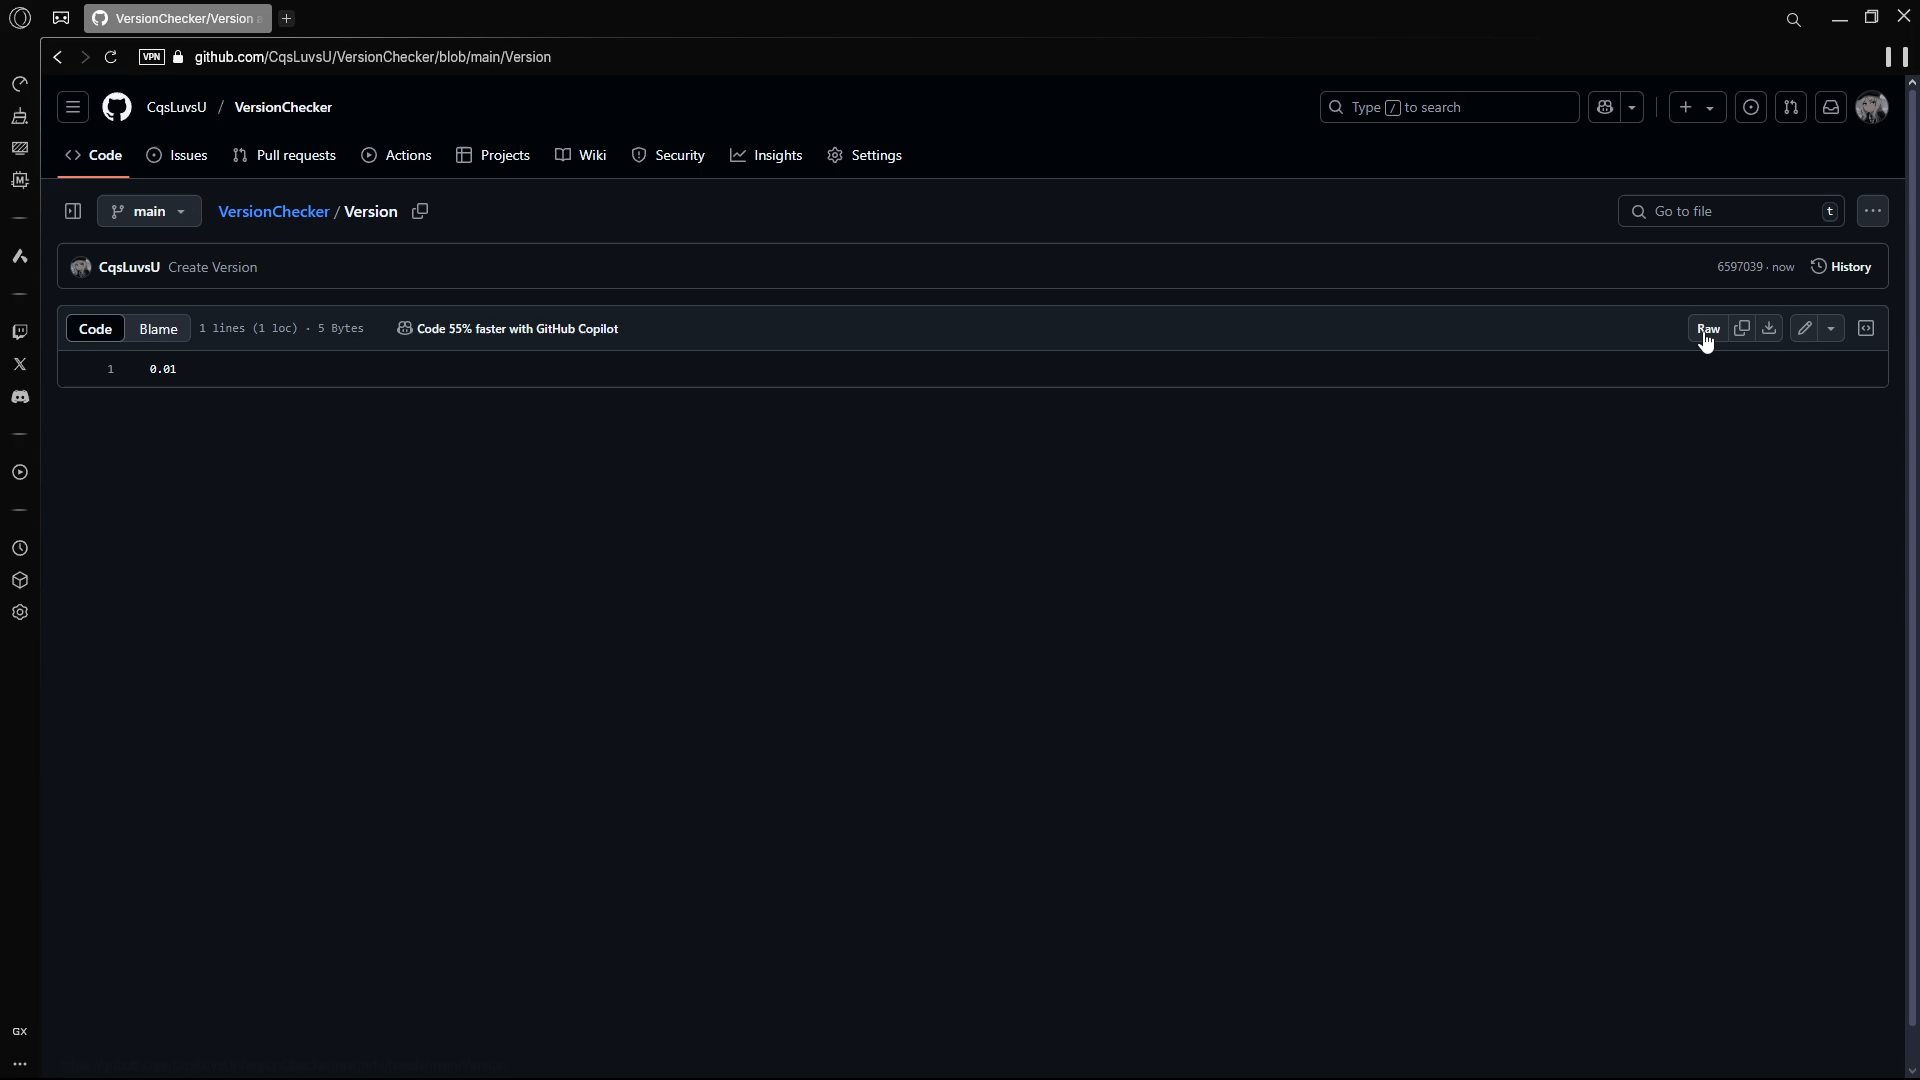 VersionChecker/Version
VPN github.com/CqsLuvsU/VersionChecker/blob/main/Version
CqsLuvsU / VersionChecker
Type / to search
Code Issues Pull requests Actions Projects Wiki Security Insights Settings
main VersionChecker / Version
Go to file t
CqsLuvsU Create Version
6597039 · now History
Code Blame 1 lines (1 loc) · 5 Bytes Code 55% faster with GitHub Copilot
Raw
1 0.01
GX